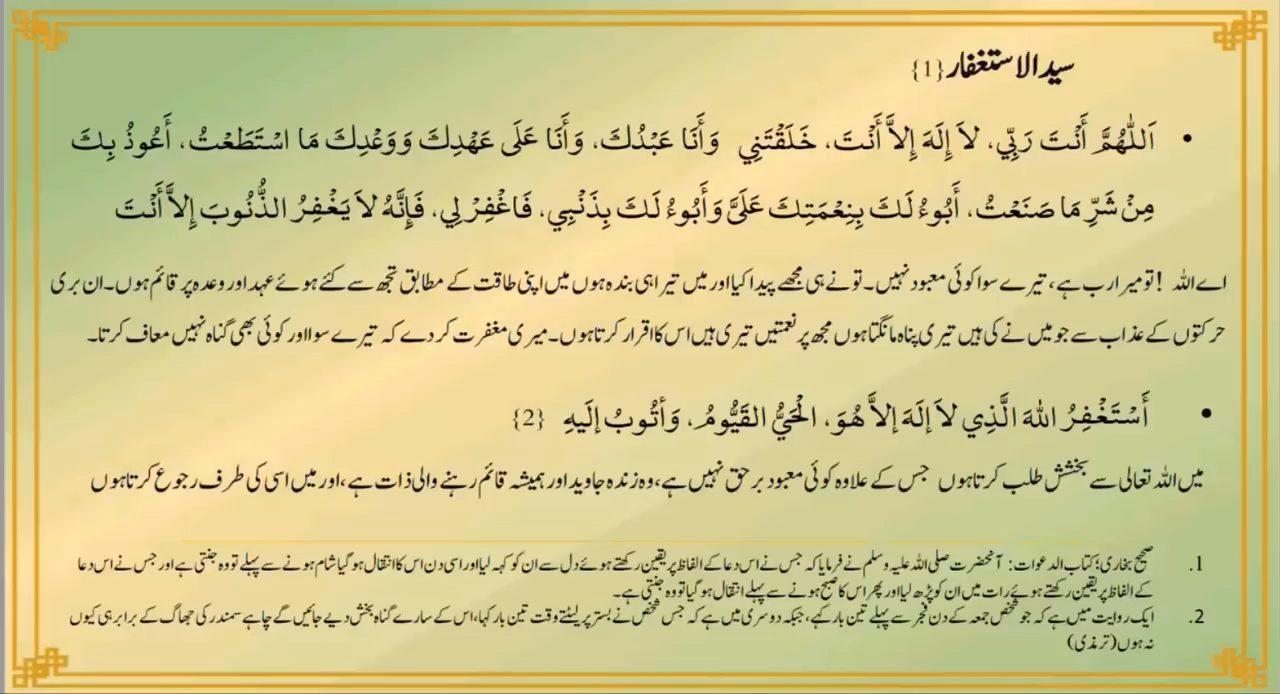 سید الاستغفار {1}
• اَللّٰهُمَّ أَنْتَ رَبِّي، لاَ إِلَهَ إِلاَّ أَنْتَ، خَلَقْتَنِي وَأَنَا عَبْدُكَ، وَأَنَا عَلَى عَهْدِكَ وَوَعْدِكَ مَا اسْتَطَعْتُ، أَعُوذُ بِكَ
مِنْ شَرِّ مَا صَنَعْتُ، أَبُوءُ لَكَ بِنِعْمَتِكَ عَلَيَّ وَأَبُوءُ لَكَ بِذَنْبِي، فَاغْفِرْ لِي، فَإِنَّهُ لاَ يَغْفِرُ الذُّنُوبَ إِلاَّ أَنْتَ
اے اللہ ! تو میرا رب ہے، تیرے سوا کوئی معبود نہیں۔ تو نے ہی مجھے پیدا کیا اور میں تیرا ہی بندہ ہوں میں اپنی طاقت کے مطابق تجھ سے کئے ہوئے عہد اور وعدہ پر قائم ہوں۔ ان بری
حرکتوں کے عذاب سے جو میں نے کی ہیں تیری پناہ مانگتا ہوں مجھ پر نعمتیں تیری ہیں اس کا اقرار کرتا ہوں۔ میری مغفرت کر دے کہ تیرے سوا اور کوئی بھی گناہ نہیں معاف کرتا۔
• أَسْتَغْفِرُ اللهَ الَّذِي لاَ إِلَهَ إِلاَّ هُوَ، الْحَيُّ القَيُّومُ، وَأَتُوبُ إِلَيهِ {2}
میں اللہ تعالی سے بخشش طلب کرتا ہوں جس کے علاوہ کوئی معبود برحق نہیں ہے، وہ زندہ جاوید اور ہمیشہ قائم رہنے والی ذات ہے، اور میں اسی کی طرف رجوع کرتا ہوں
1. صحیح بخاری؛ کتاب الدعوات: آنحضرت صلی اللہ علیہ وسلم نے فرمایا کہ جس نے اس دعا کے الفاظ پر یقین رکھتے ہوئے دل سے ان کو کہہ لیا اور اسی دن اس کا انتقال ہو گیا شام ہونے سے پہلے تو وہ جنتی ہے اور جس نے اس دعا
کے الفاظ پر یقین رکھتے ہوئے رات میں ان کو پڑھ لیا اور پھر اس کا صبح ہونے سے پہلے انتقال ہو گیا تو وہ جنتی ہے۔
2. ایک روایت میں ہے کہ جو شخص جمعہ کے دن فجر سے پہلے تین بار کہے، جبکہ دوسری میں ہے کہ جس شخص نے بستر پر لیٹتے وقت تین بار کہا، اس کے سارے گناہ بخش دیے جائیں گے چاہے سمندر کی جھاگ کے برابر ہی کیوں
نہ ہوں (ترمذی)